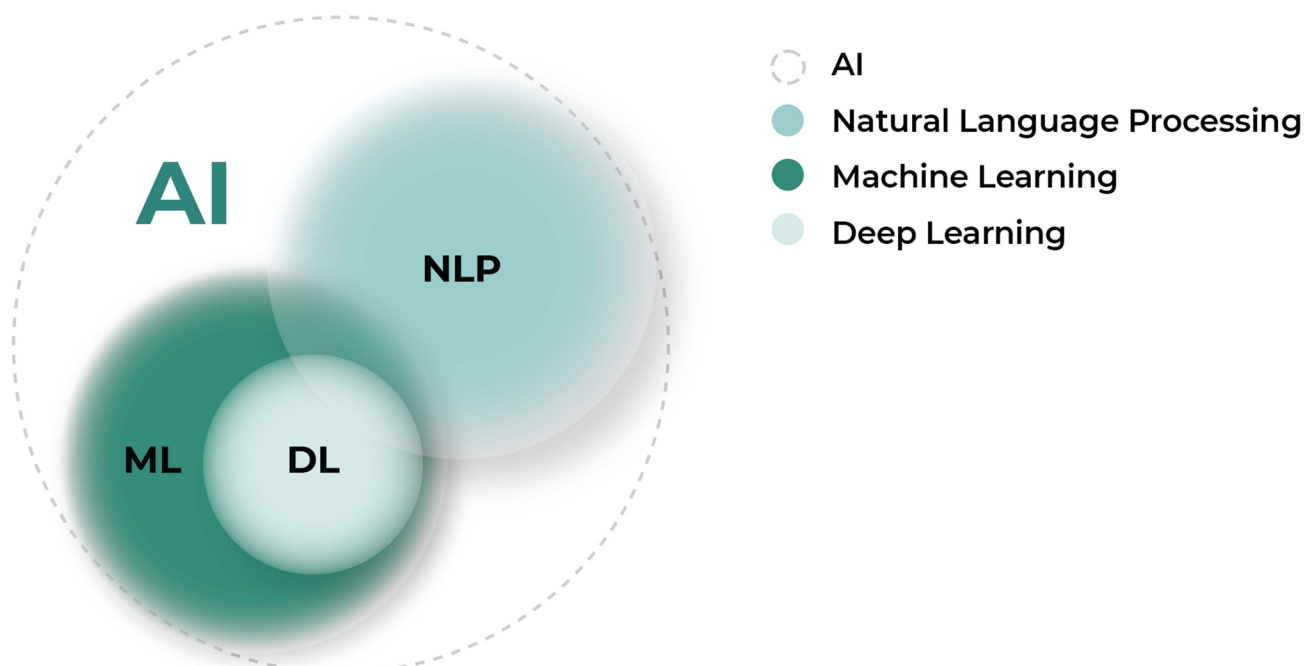 AI
NLP
ML
DL
AI
Natural Language Processing
Machine Learning
Deep Learning